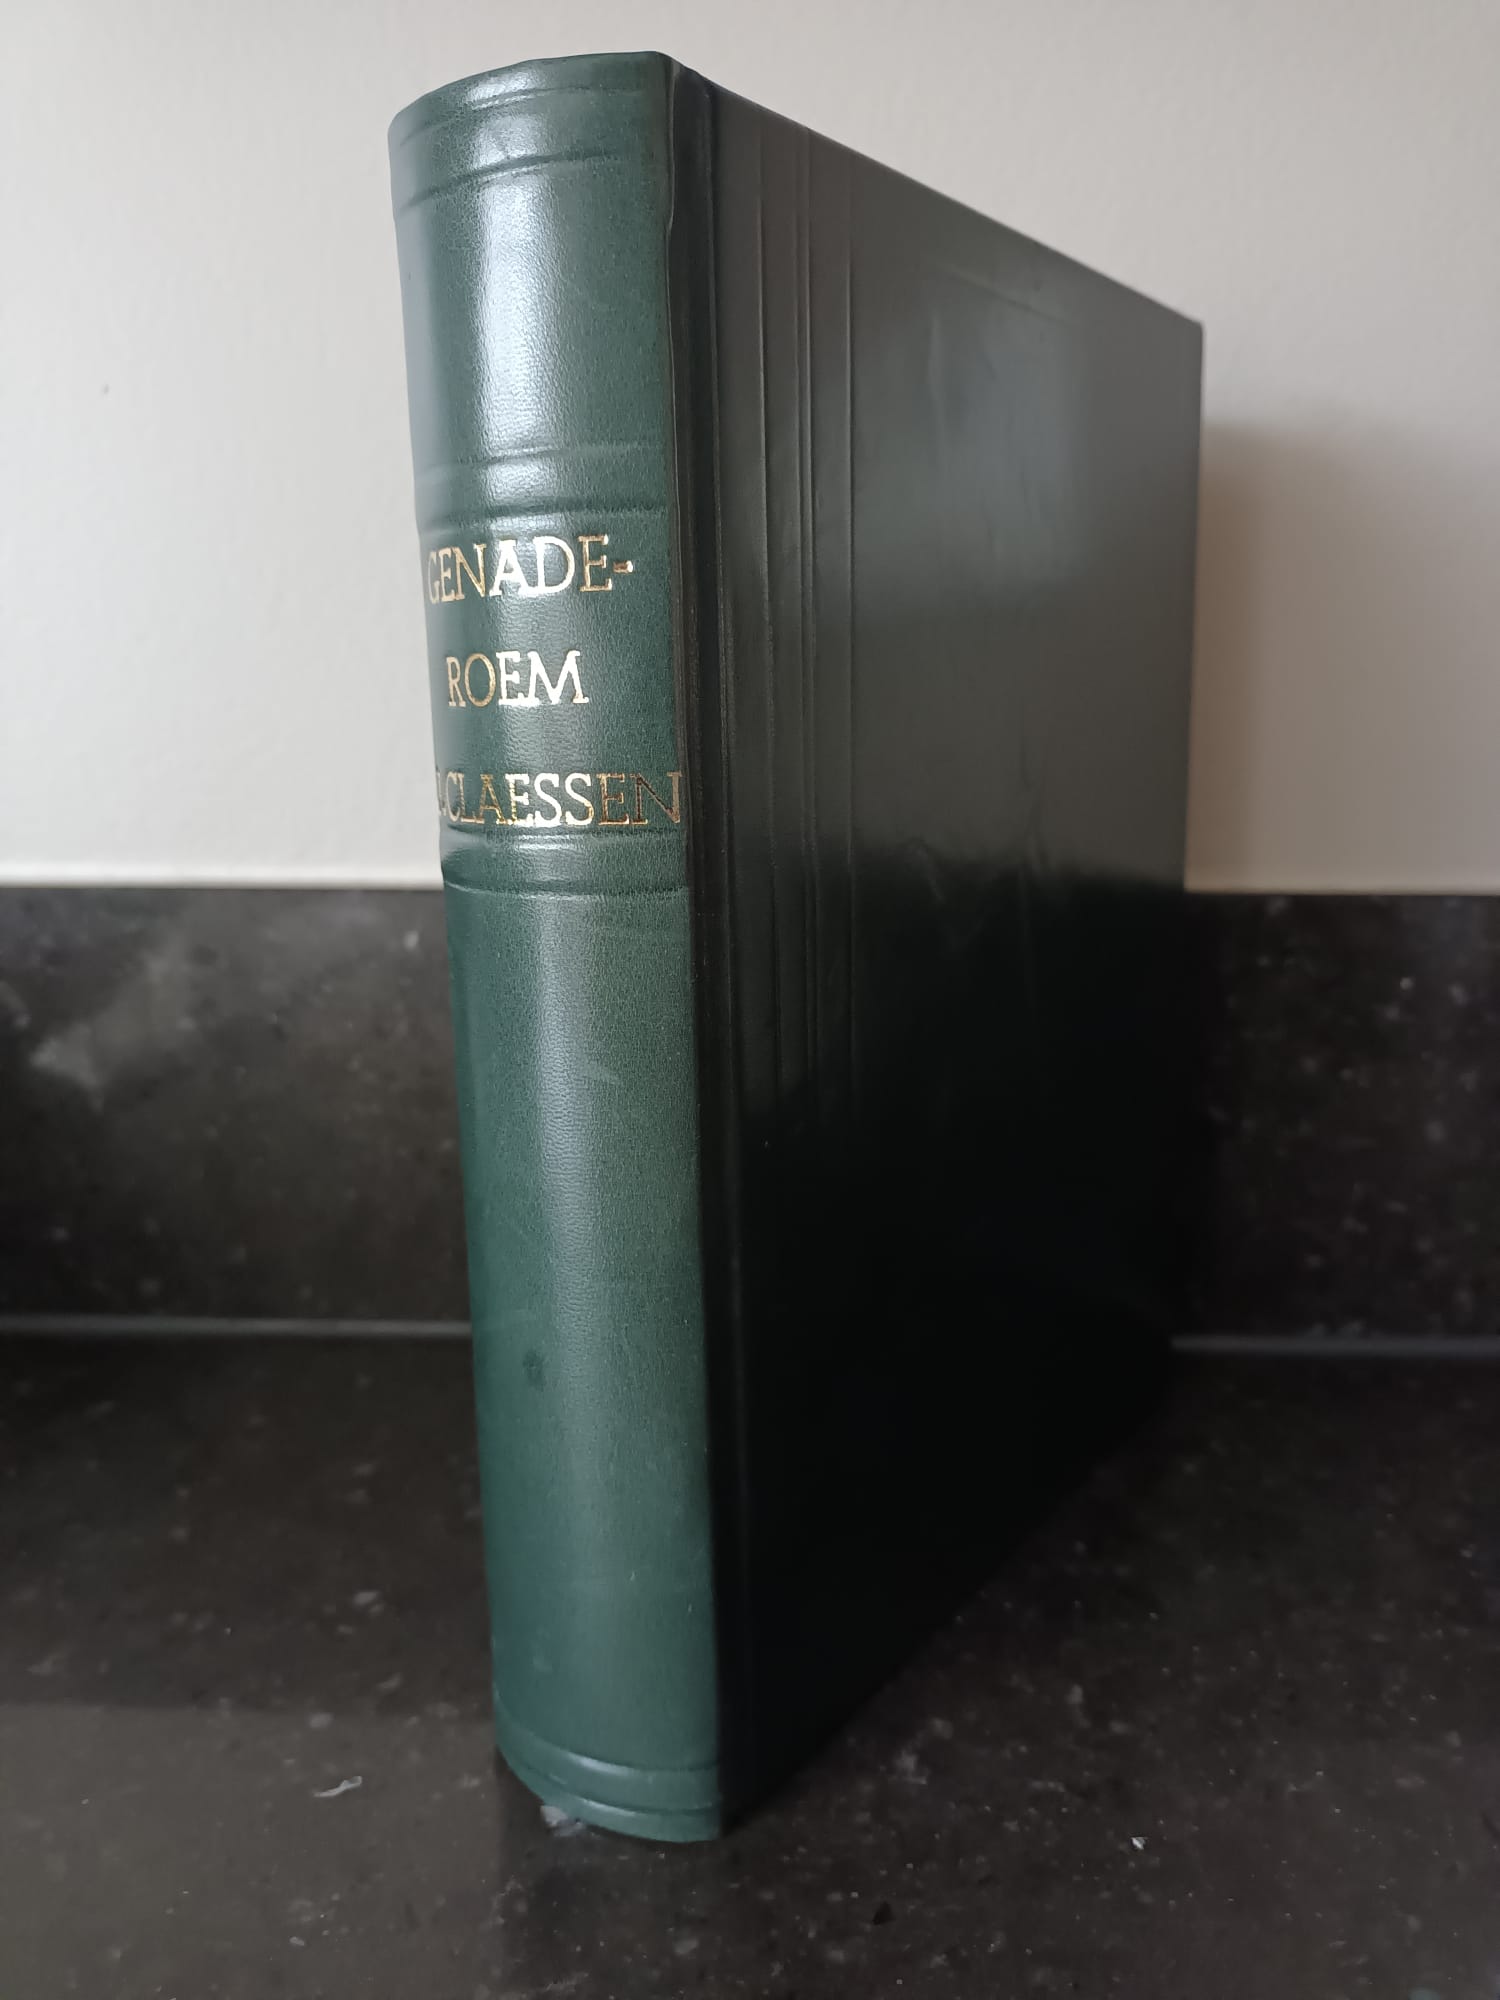 GENADE-
ROEM
.CLAESSEN